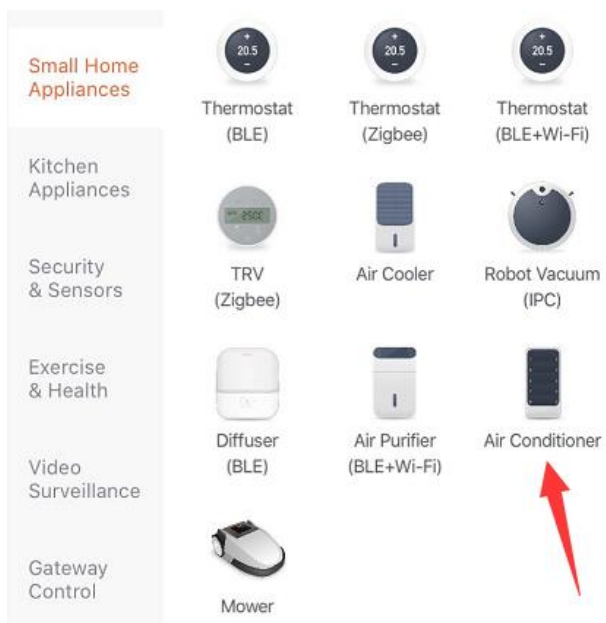 Small Home
Appliances
Kitchen
Appliances
Security
& Sensors
Exercise
& Health
Video
Surveillance
Gateway
Control
20.5
20.5
20.5
Thermostat
(BLE)
Thermostat
(Zigbee)
Thermostat
(BLE+Wi-Fi)
TRV
(Zigbee)
Air Cooler
Robot Vacuum
(IPC)
Diffuser
(BLE)
Air Purifier
(BLE+Wi-Fi)
Air Conditioner
Mower